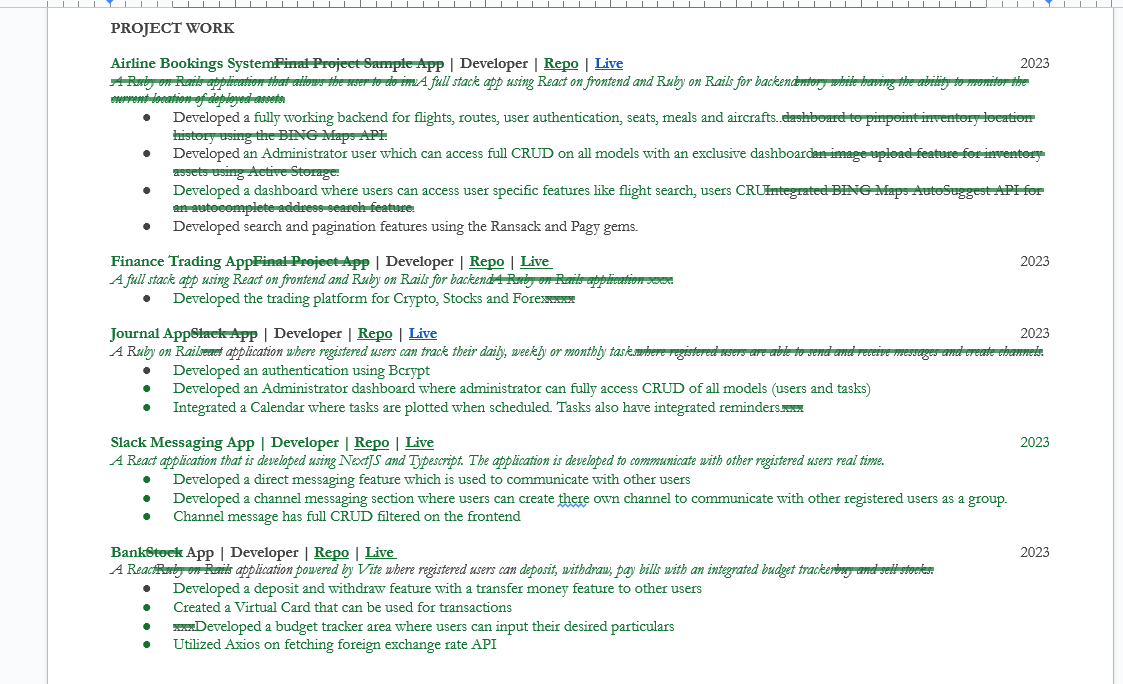 PROJECT WORK
Airline Bookings SystemFinal Project Sample App | Developer | Repo | Live 2023
A Ruby on Rails application that allows the user to do inv.A full stack app using React on frontend and Ruby on Rails for backendentory while having the ability to monitor the
current location of deployed assets.
● Developed a fully working backend for flights, routes, user authentication, seats, meals and aircrafts..dashboard to pinpoint inventory location
history using the BING Maps API.
● Developed an Administrator user which can access full CRUD on all models with an exclusive dashboardan image upload feature for inventory
assets using Active Storage.
● Developed a dashboard where users can access user specific features like flight search, users CRUIntegrated BING Maps AutoSuggest API for
an autocomplete address search feature.
● Developed search and pagination features using the Ransack and Pagy gems.
Finance Trading AppFinal Project App | Developer | Repo | Live 2023
A full stack app using React on frontend and Ruby on Rails for backendA Ruby on Rails application xxxx.
● Developed the trading platform for Crypto, Stocks and Forexxxxx
Journal AppSlack App | Developer | Repo | Live 2023
A Ruby on Railseact application where registered users can track their daily, weekly or monthly task.where registered users are able to send and receive messages and create channels.
● Developed an authentication using Bcrypt
● Developed an Administrator dashboard where administrator can fully access CRUD of all models (users and tasks)
● Integrated a Calendar where tasks are plotted when scheduled. Tasks also have integrated reminders.xxx
Slack Messaging App | Developer | Repo | Live 2023
A React application that is developed using NextJS and Typescript. The application is developed to communicate with other registered users real time.
● Developed a direct messaging feature which is used to communicate with other users
● Developed a channel messaging section where users can create there own channel to communicate with other registered users as a group.
● Channel message has full CRUD filtered on the frontend
BankStock App | Developer | Repo | Live 2023
A ReactRuby on Rails application powered by Vite where registered users can deposit, withdraw, pay bills with an integrated budget trackerbuy and sell stocks.
● Developed a deposit and withdraw feature with a transfer money feature to other users
● Created a Virtual Card that can be used for transactions
● xxxDeveloped a budget tracker area where users can input their desired particulars
● Utilized Axios on fetching foreign exchange rate API